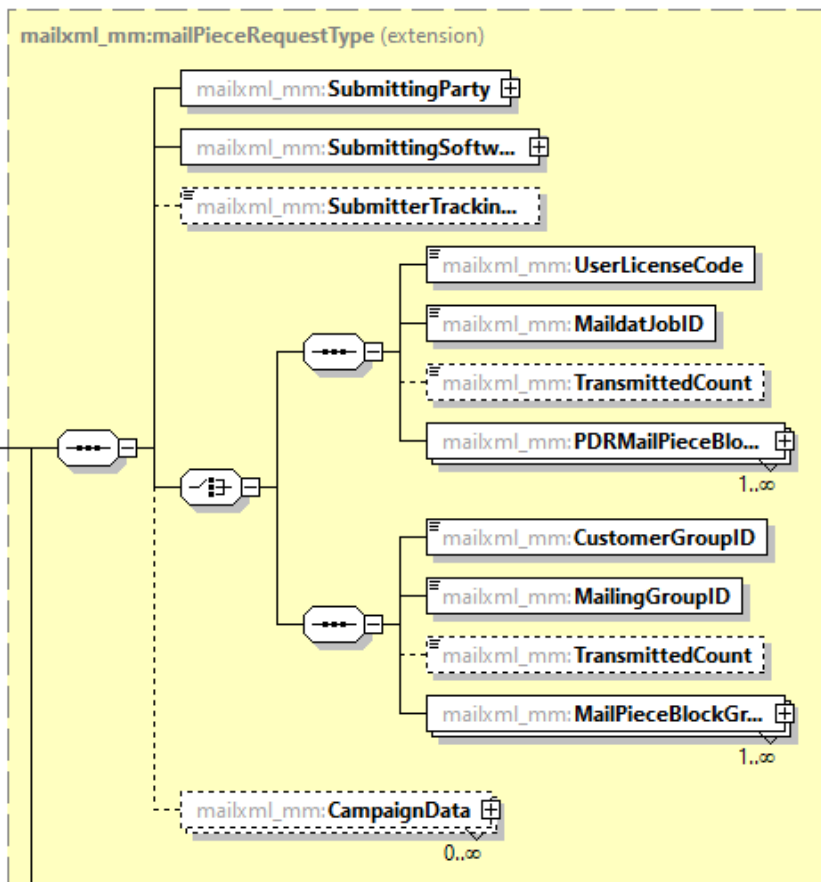 mailxml_mm:mailPieceRequestType (extension)
mailxml_mm:SubmittingParty
mailxml_mm:SubmittingSoftw...
mailxml_mm:SubmitterTrackin...
mailxml_mm:UserLicenseCode
mailxml_mm:MaildatJobID
mailxml_mm:TransmittedCount
mailxml_mm:PDRMailPieceBlo...
1..∞
mailxml_mm:CustomerGroupID
mailxml_mm:MailingGroupID
mailxml_mm:TransmittedCount
mailxml_mm:MailPieceBlockGr...
1..∞
mailxml_mm:CampaignData
0..∞